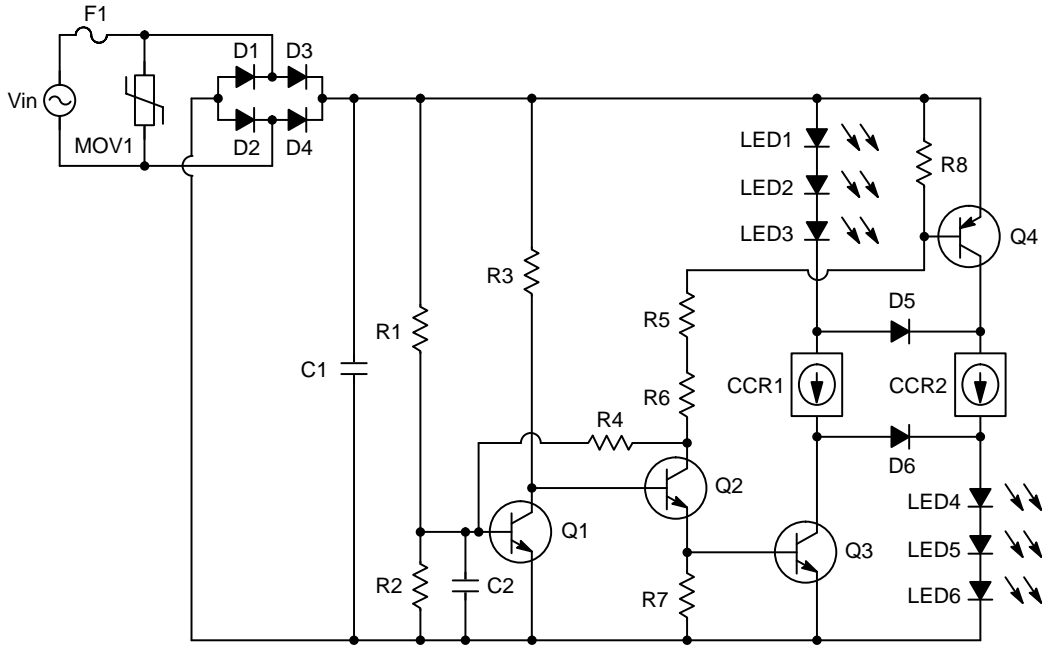 F1
D1 D3
Vin
MOV1
D2 D4
LED1
LED2
LED3
R8
Q4
R3
R5
D5
R1
C1
R6
CCR1
CCR2
R4
D6
Q2
LED4
Q1
Q3
LED5
R2
C2
R7
LED6